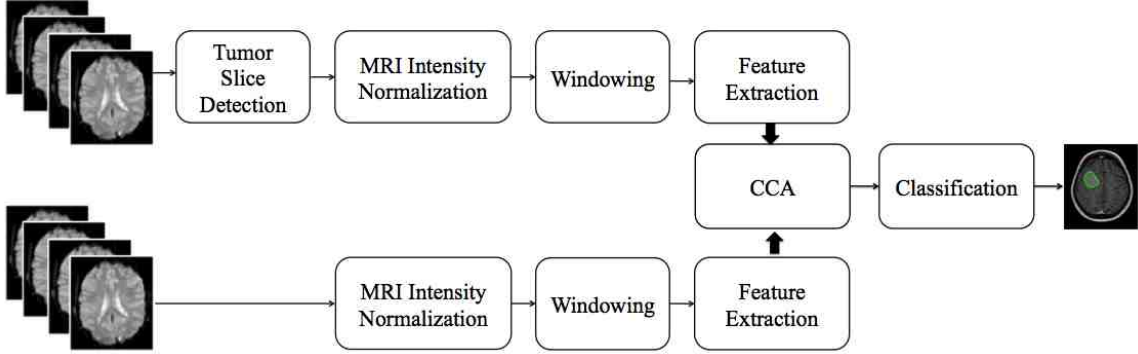 Tumor
Slice
Detection
MRI Intensity
Normalization
Windowing
Feature
Extraction
CCA
Classification
MRI Intensity
Normalization
Windowing
Feature
Extraction